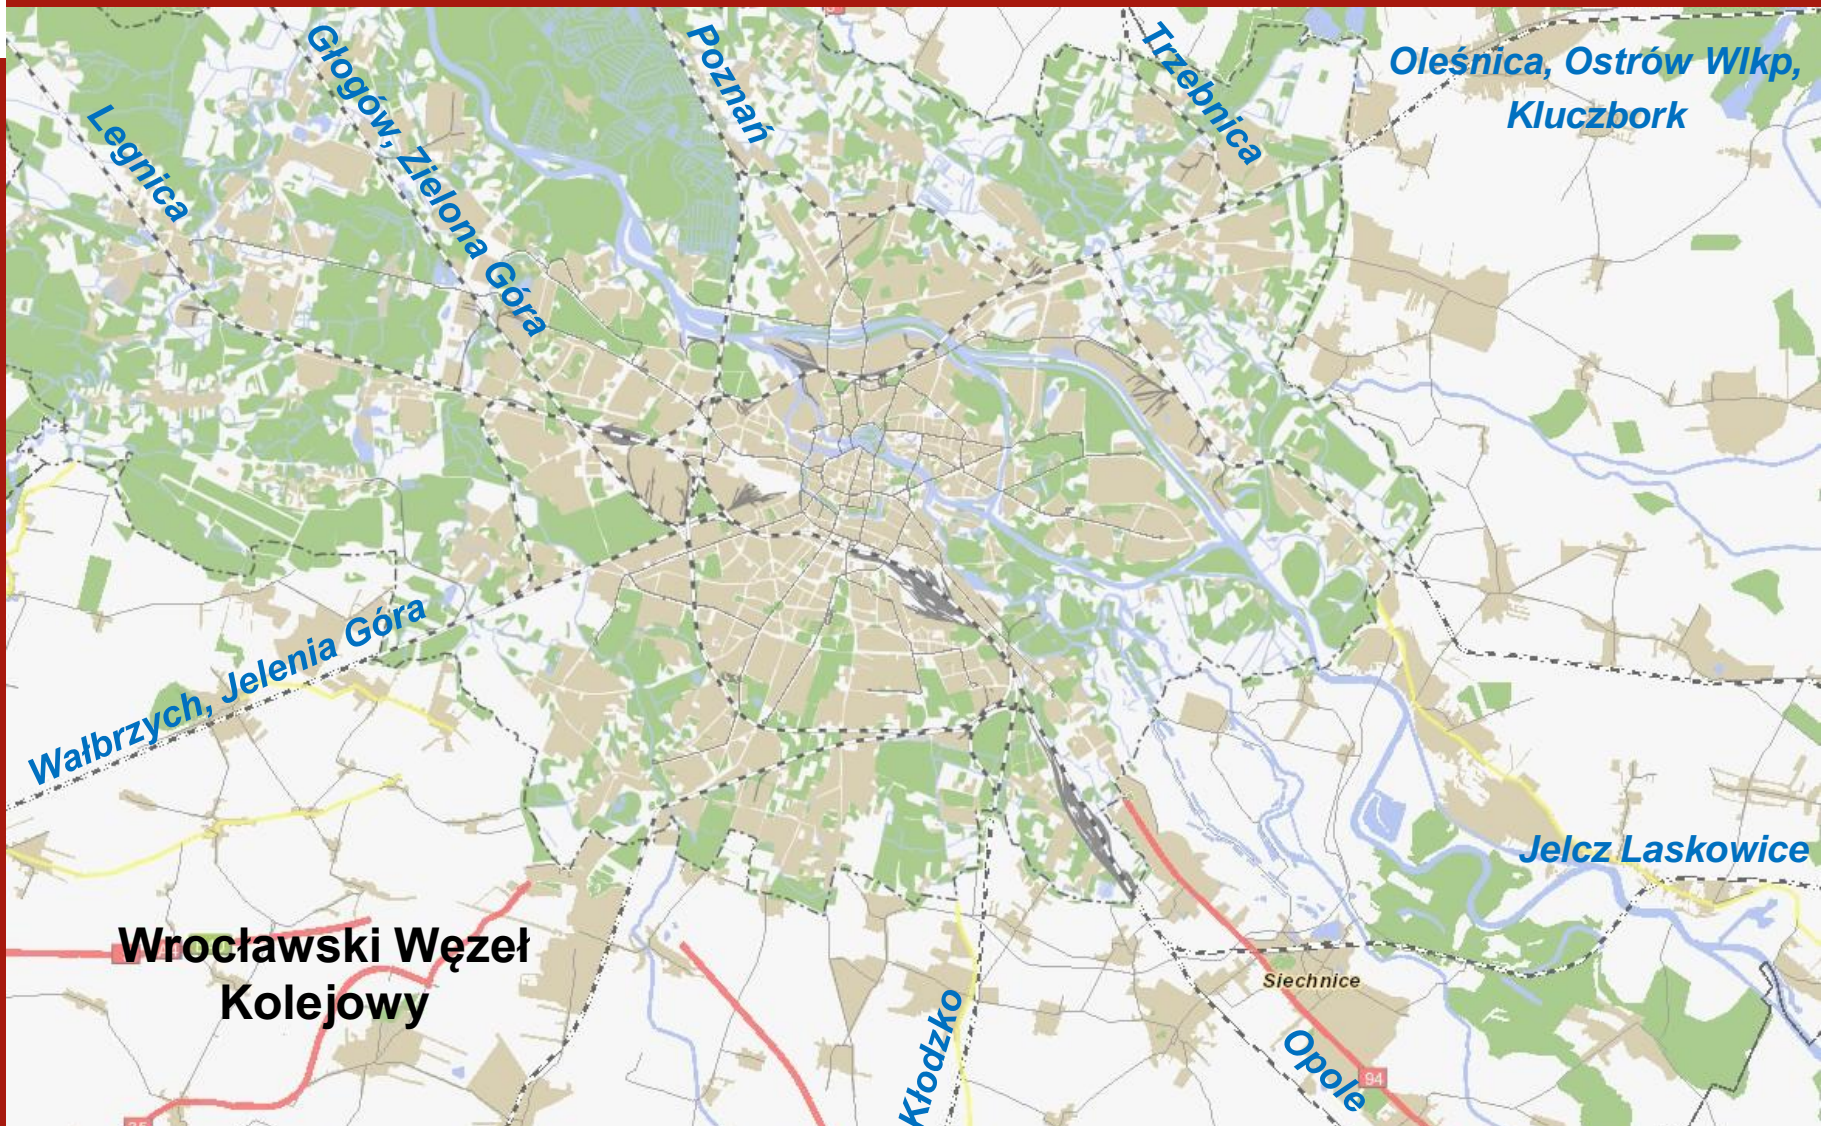 Głogów, Zielona Góra
Poznań
Trzebnica
Oleśnica, Ostrów Wlkp,
Kluczbork
Legnica
Wałbrzych, Jelenia Góra
Jelcz Laskowice
Wrocławski Węzeł
Kolejowy
Siechnice
Kłodzko
Opole
94